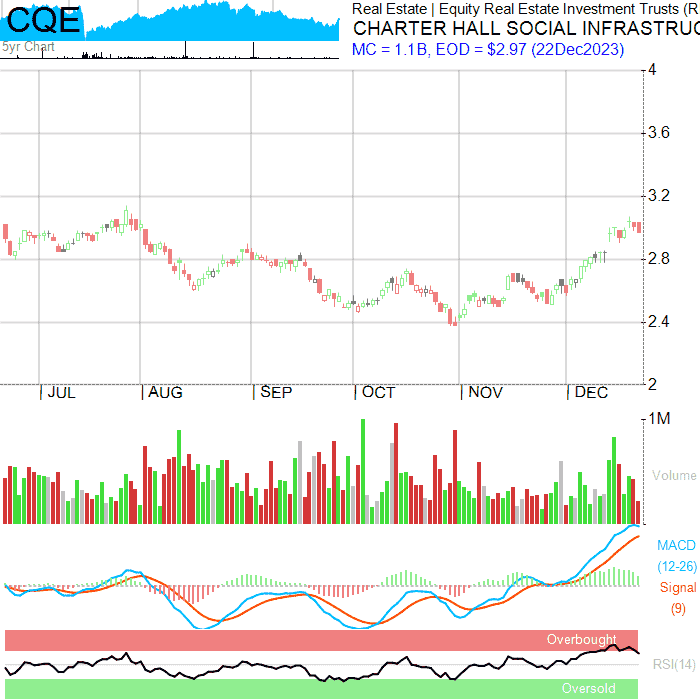 CQE
5yr Chart
Real Estate | Equity Real Estate Investment Trusts (R
CHARTER HALL SOCIAL INFRASTRUC
MC = 1.1B, EOD = $2.97 (22Dec2023)
4
3.6
3.2
2.8
2.4
2
JUL AUG SEP OCT NOV DEC
1M
Volume
MACD
(12-26)
Signal
(9)
Overbought
RSI(14)
Oversold